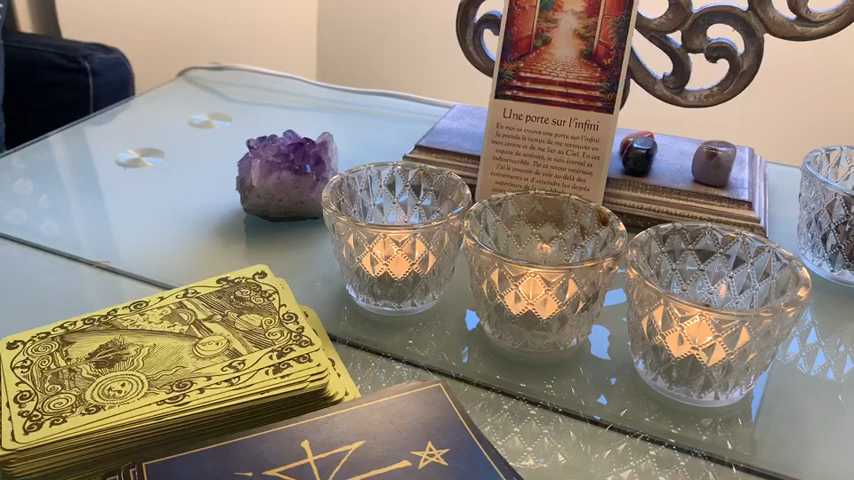 Une porte sur l'infini
En moi se trouve une porte sur l'infini
Je prends le temps de me retrouver en
mon centre et de me lier au Ciel. En cet
espace de sérénité, je suis éternel et
indestructible. Par ce retour intérieur,
j'ai le pouvoir de voir au-delà des
événements et d'atteindre les degrés
supérieurs de